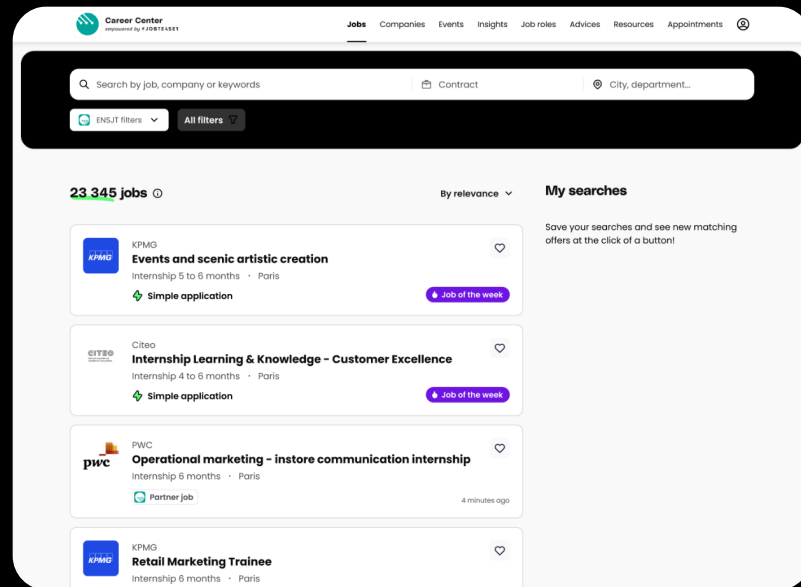 Career Center
empowered by JOBTEASER
Jobs Companies Events Insights Job roles Advices Resources Appointments
Search by job, company or keywords
Contract
City, department...
ENSJT filters
All filters
23 345 jobs
By relevance
My searches
Save your searches and see new matching
offers at the click of a button!
KPMG
KPMG
Events and scenic artistic creation
Internship 5 to 6 months · Paris
Simple application
Job of the week
CITEO
Citeo
Internship Learning & Knowledge - Customer Excellence
Internship 4 to 6 months · Paris
Simple application
Job of the week
pwc
PWC
Operational marketing - instore communication internship
Internship 6 months · Paris
Partner job
4 minutes ago
KPMG
KPMG
Retail Marketing Trainee
Internship 6 months · Paris